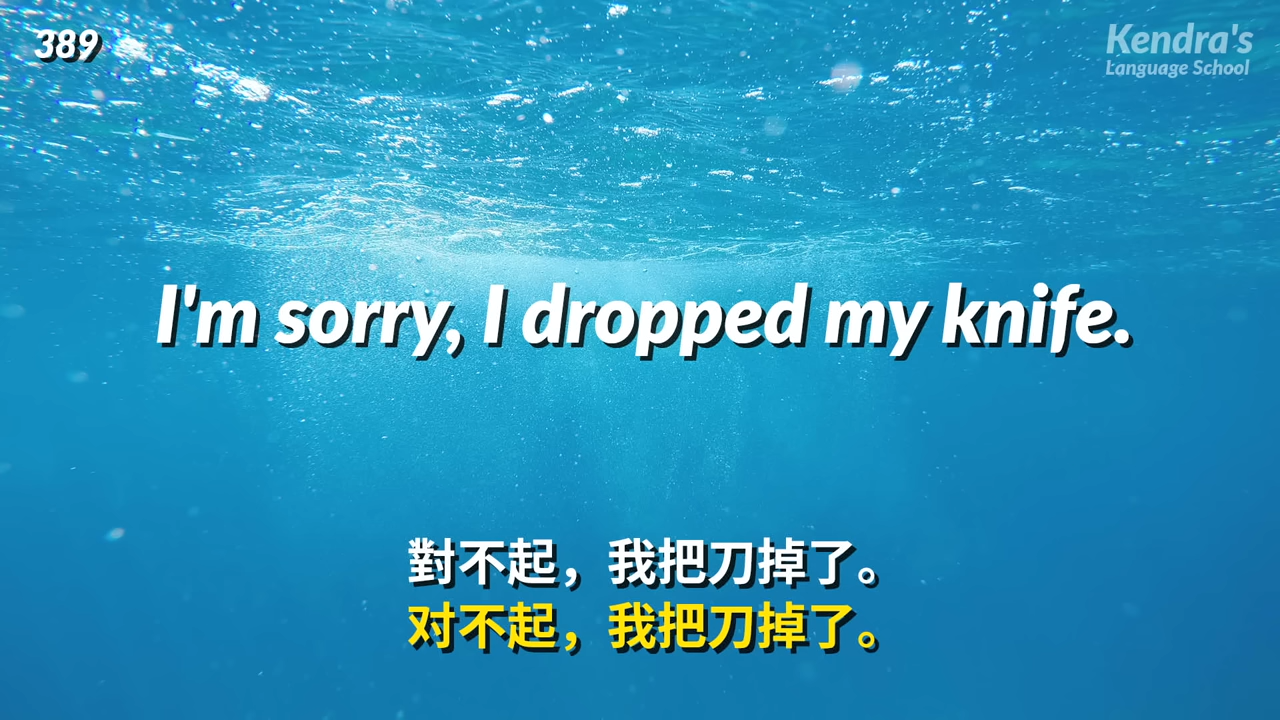 389
Kendra's
Language School
I'm sorry, I dropped my knife.
對不起，我把刀掉了。
对不起，我把刀掉了。